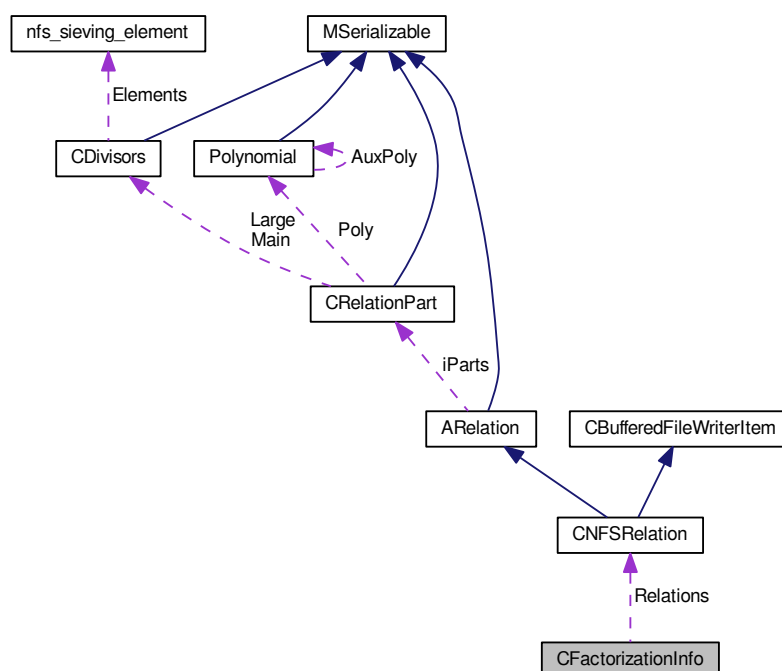 nfs_sieving_element
MSerializable
Elements
CDivisors
Polynomial
AuxPoly
Large
Main
Poly
CRelationPart
iParts
ARelation
CBufferedFileWriterItem
CNFSRelation
Relations
CFactorizationInfo